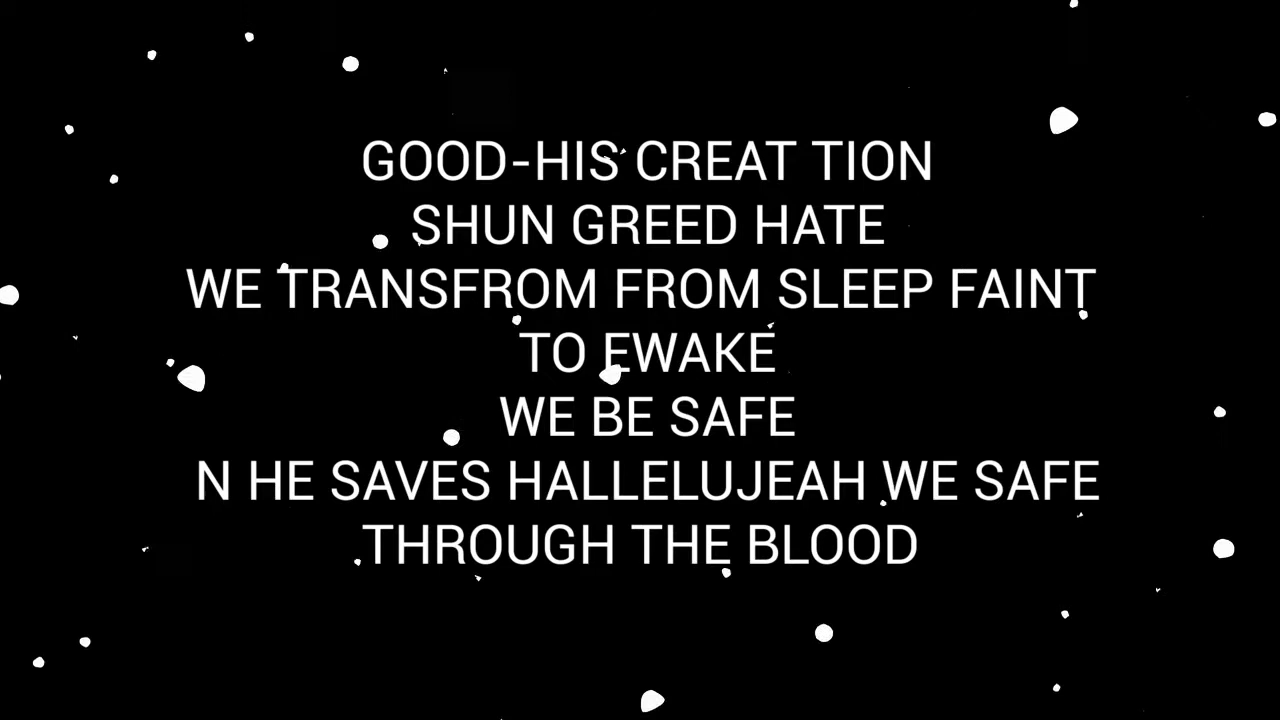 GOOD-HIS CREAT TION
SHUN GREED HATE
WE TRANSFROM FROM SLEEP FAINT
TO EWAKE
WE BE SAFE
N HE SAVES HALLELUJEAH WE SAFE
THROUGH THE BLOOD